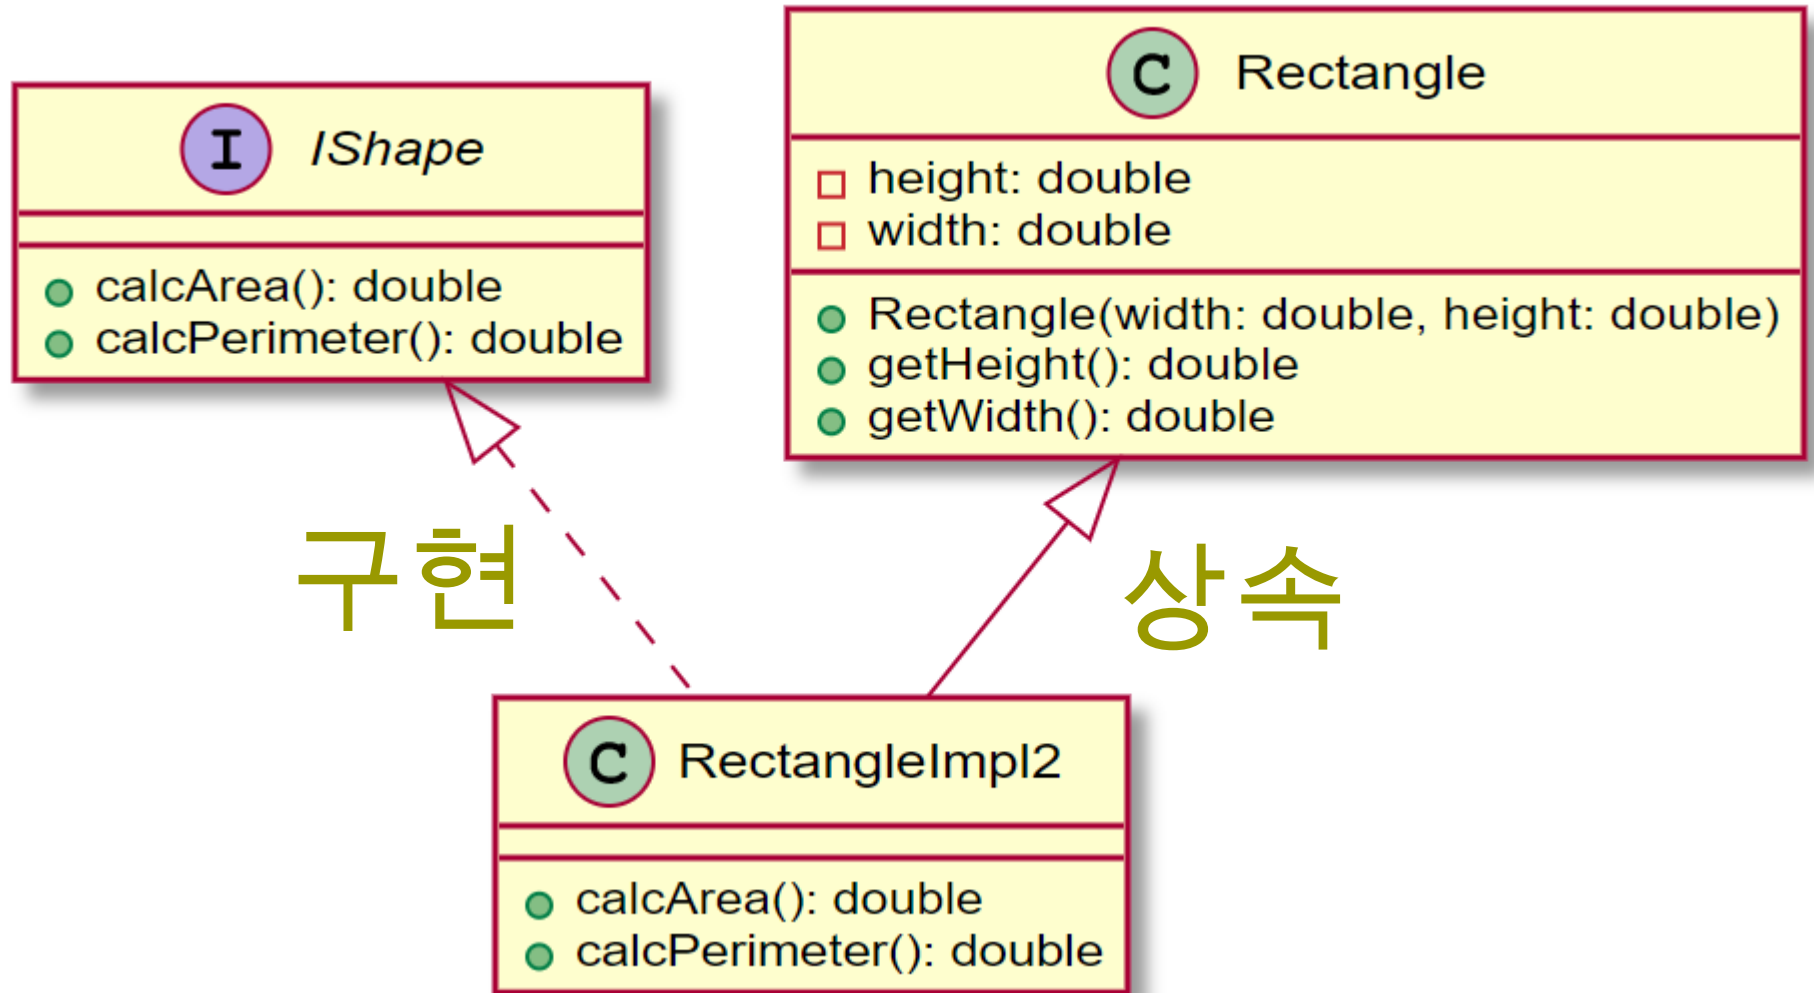 I IShape
calcArea(): double
calcPerimeter(): double
C Rectangle
height: double
width: double
Rectangle(width: double, height: double)
getHeight(): double
getWidth(): double
구현
상속
C RectangleImpl2
calcArea(): double
calcPerimeter(): double